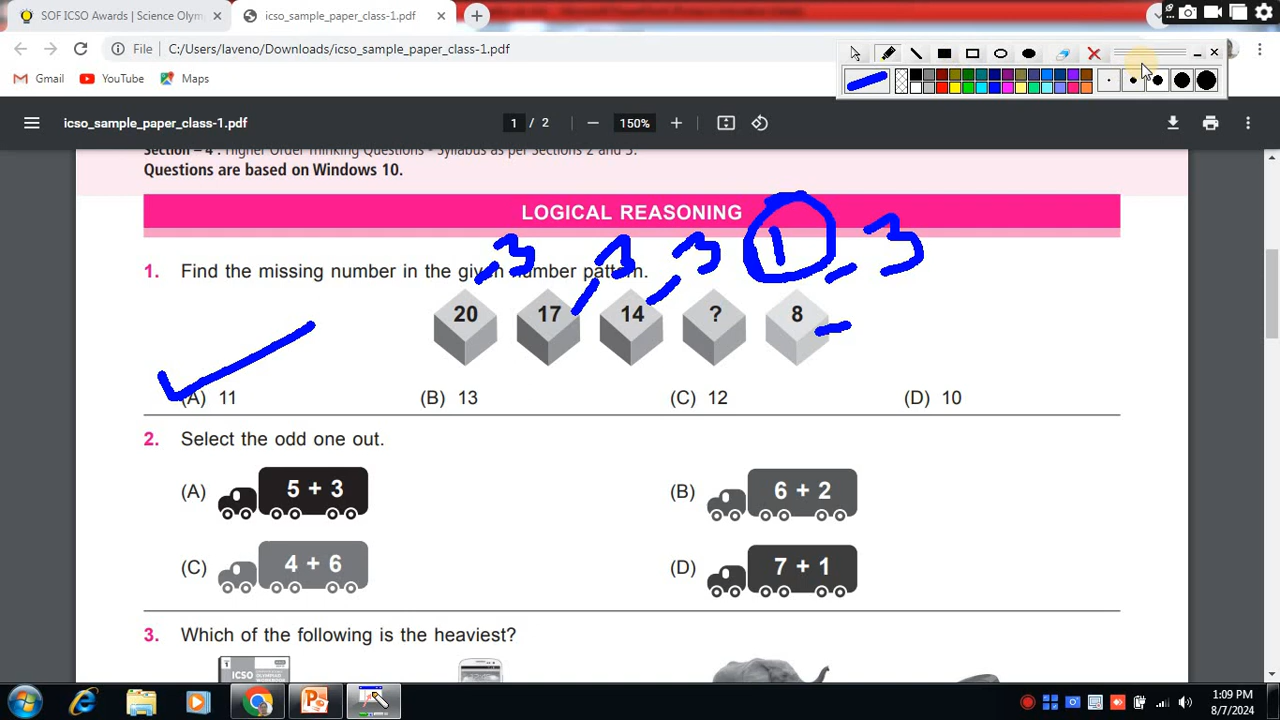 SOF ICSO Awards | Science Olym
icso_sample_paper_class-1.pdf
File C:/Users/laveno/Downloads/icso_sample_paper_class-1.pdf
Gmail YouTube Maps
icso_sample_paper_class-1.pdf 1 / 2 150%
Questions are based on Windows 10.
LOGICAL REASONING
-3 -3 -3 1 -3
1. Find the missing number in the given number pattern.
20 17 14 ? 8 -
(A) 11 (B) 13 (C) 12 (D) 10
2. Select the odd one out.
(A) 5 + 3 (B) 6 + 2
(C) 4 + 6 (D) 7 + 1
3. Which of the following is the heaviest?
ICSO
1:09 PM
8/7/2024